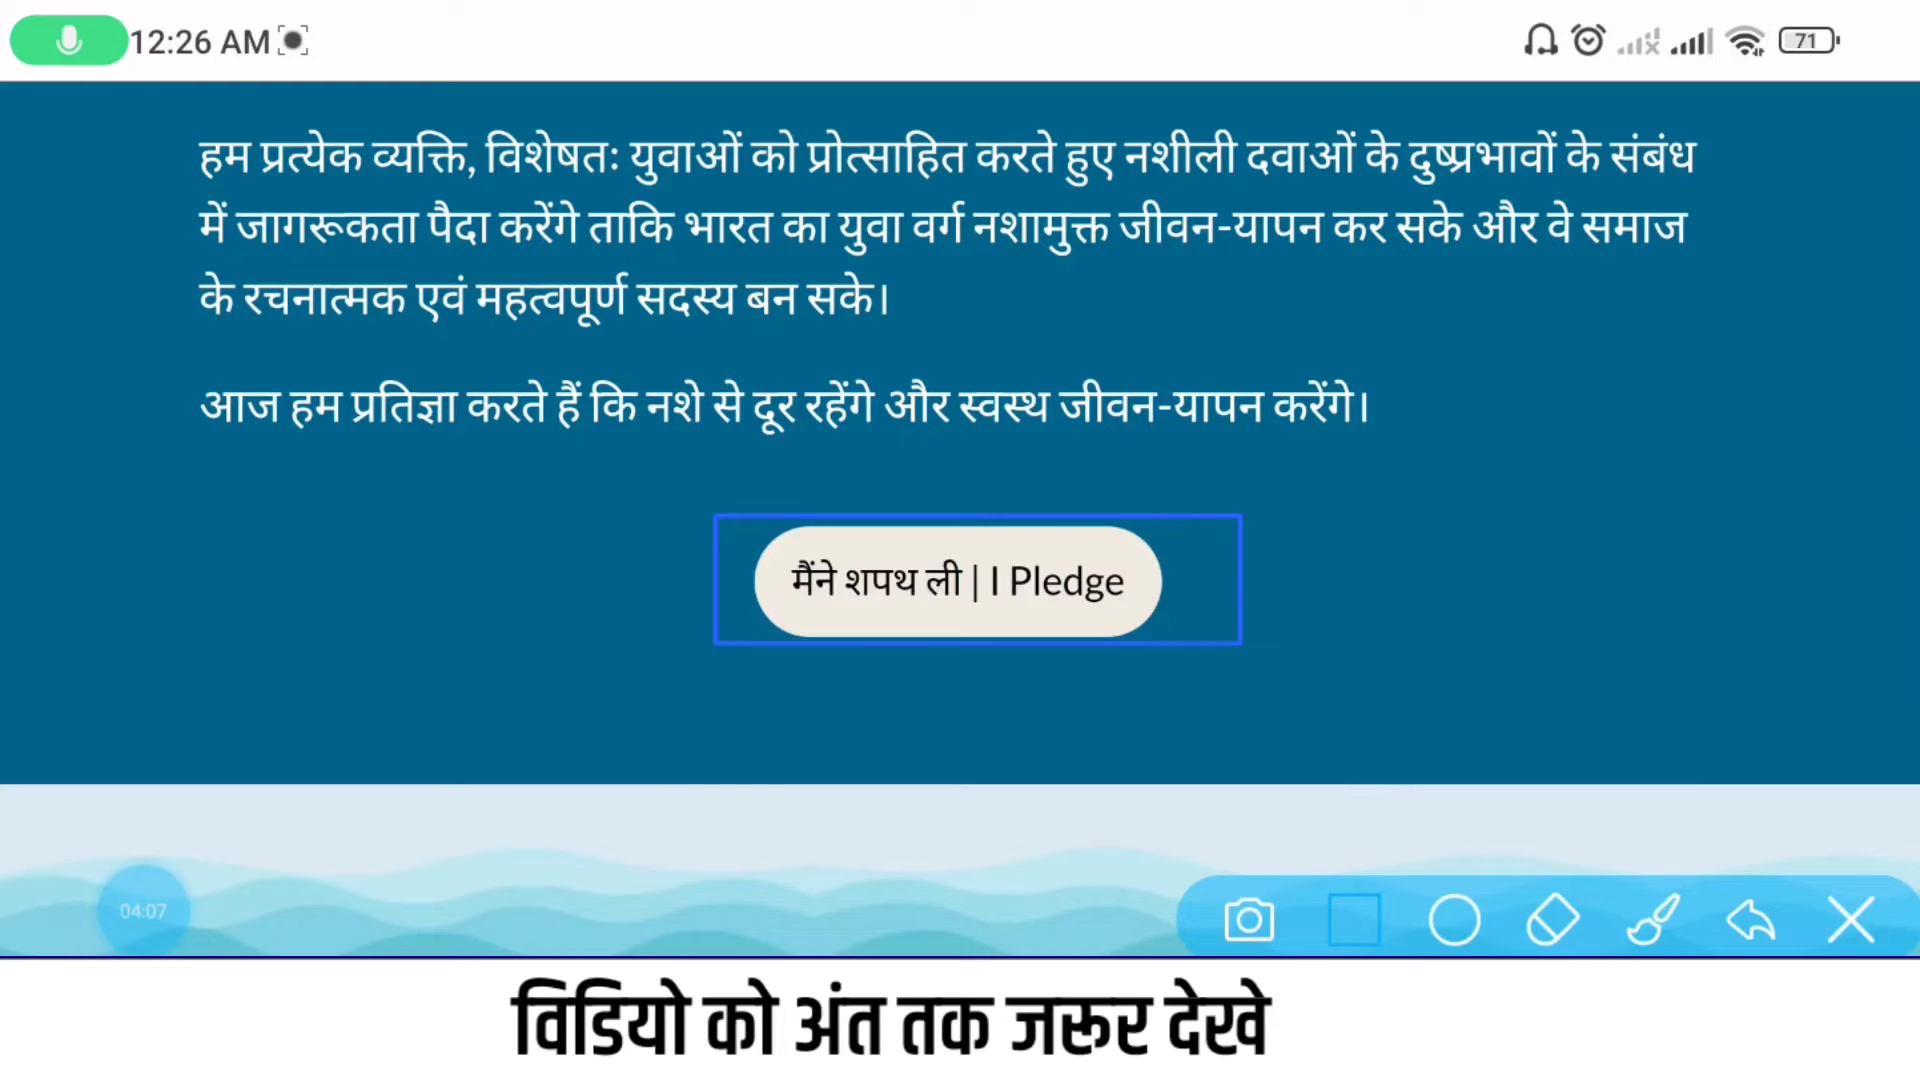 12:26 AM
71
हम प्रत्येक व्यक्ति, विशेषतः युवाओं को प्रोत्साहित करते हुए नशीली दवाओं के दुष्प्रभावों के संबंध
में जागरूकता पैदा करेंगे ताकि भारत का युवा वर्ग नशामुक्त जीवन-यापन कर सके और वे समाज
के रचनात्मक एवं महत्वपूर्ण सदस्य बन सके।
आज हम प्रतिज्ञा करते हैं कि नशे से दूर रहेंगे और स्वस्थ जीवन-यापन करेंगे।
मैंने शपथ ली | I Pledge
04:07
विडियो को अंत तक जरूर देखे